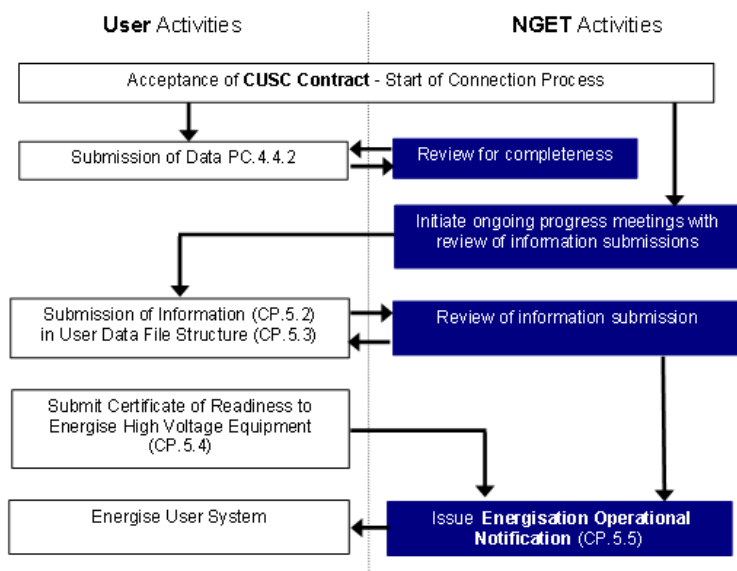 User Activities
NGET Activities
Acceptance of CUSC Contract - Start of Connection Process
Submission of Data PC.4.4.2
Review for completeness
Initiate ongoing progress meetings with
review of information submissions
Submission of Information (CP.5.2)
in User Data File Structure (CP.5.3)
Review of information submission
Submit Certificate of Readiness to
Energise High Voltage Equipment
(CP.5.4)
Energise User System
Issue Energisation Operational
Notification (CP.5.5)